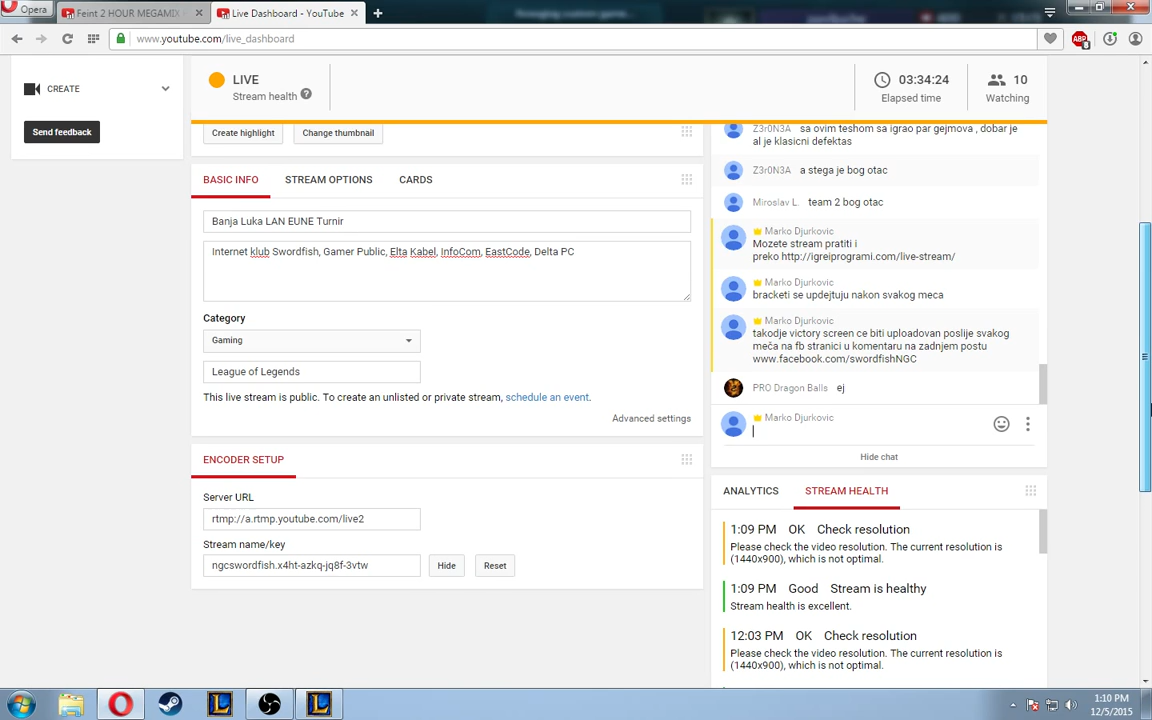 Opera
Feint 2 HOUR MEGAMIX
Live Dashboard - YouTube
www.youtube.com/live_dashboard
ABP
8
CREATE
Send feedback
LIVE
Stream health
03:34:24
Elapsed time
10
Watching
Create highlight
Change thumbnail
BASIC INFO
STREAM OPTIONS
CARDS
Banja Luka LAN EUNE Turnir
Internet klub Swordfish, Gamer Public, Elta Kabel, InfoCom, EastCode, Delta PC
Category
Gaming
League of Legends
This live stream is public. To create an unlisted or private stream, schedule an event.
Advanced settings
ENCODER SETUP
Server URL
rtmp://a.rtmp.youtube.com/live2
Stream name/key
ngcswordfish.x4ht-azkq-jq8f-3vtw
Hide
Reset
Z3r0N3A sa ovim teshom sa igrao par gejmova , dobar je
al je klasicni defektas
Z3r0N3A a stega je bog otac
Miroslav L. team 2 bog otac
Marko Djurkovic
Mozete stream pratiti i
preko http://igreiprogrami.com/live-stream/
Marko Djurkovic
bracketi se updejtuju nakon svakog meca
Marko Djurkovic
takodje victory screen ce biti uploadovan poslije svakog
meča na fb stranici u komentaru na zadnjem postu
www.facebook.com/swordfishNGC
PRO Dragon Balls ej
Marko Djurkovic
Hide chat
ANALYTICS
STREAM HEALTH
1:09 PM OK Check resolution
Please check the video resolution. The current resolution is
(1440x900), which is not optimal.
1:09 PM Good Stream is healthy
Stream health is excellent.
12:03 PM OK Check resolution
Please check the video resolution. The current resolution is
(1440x900), which is not optimal.
1:10 PM
12/5/2015